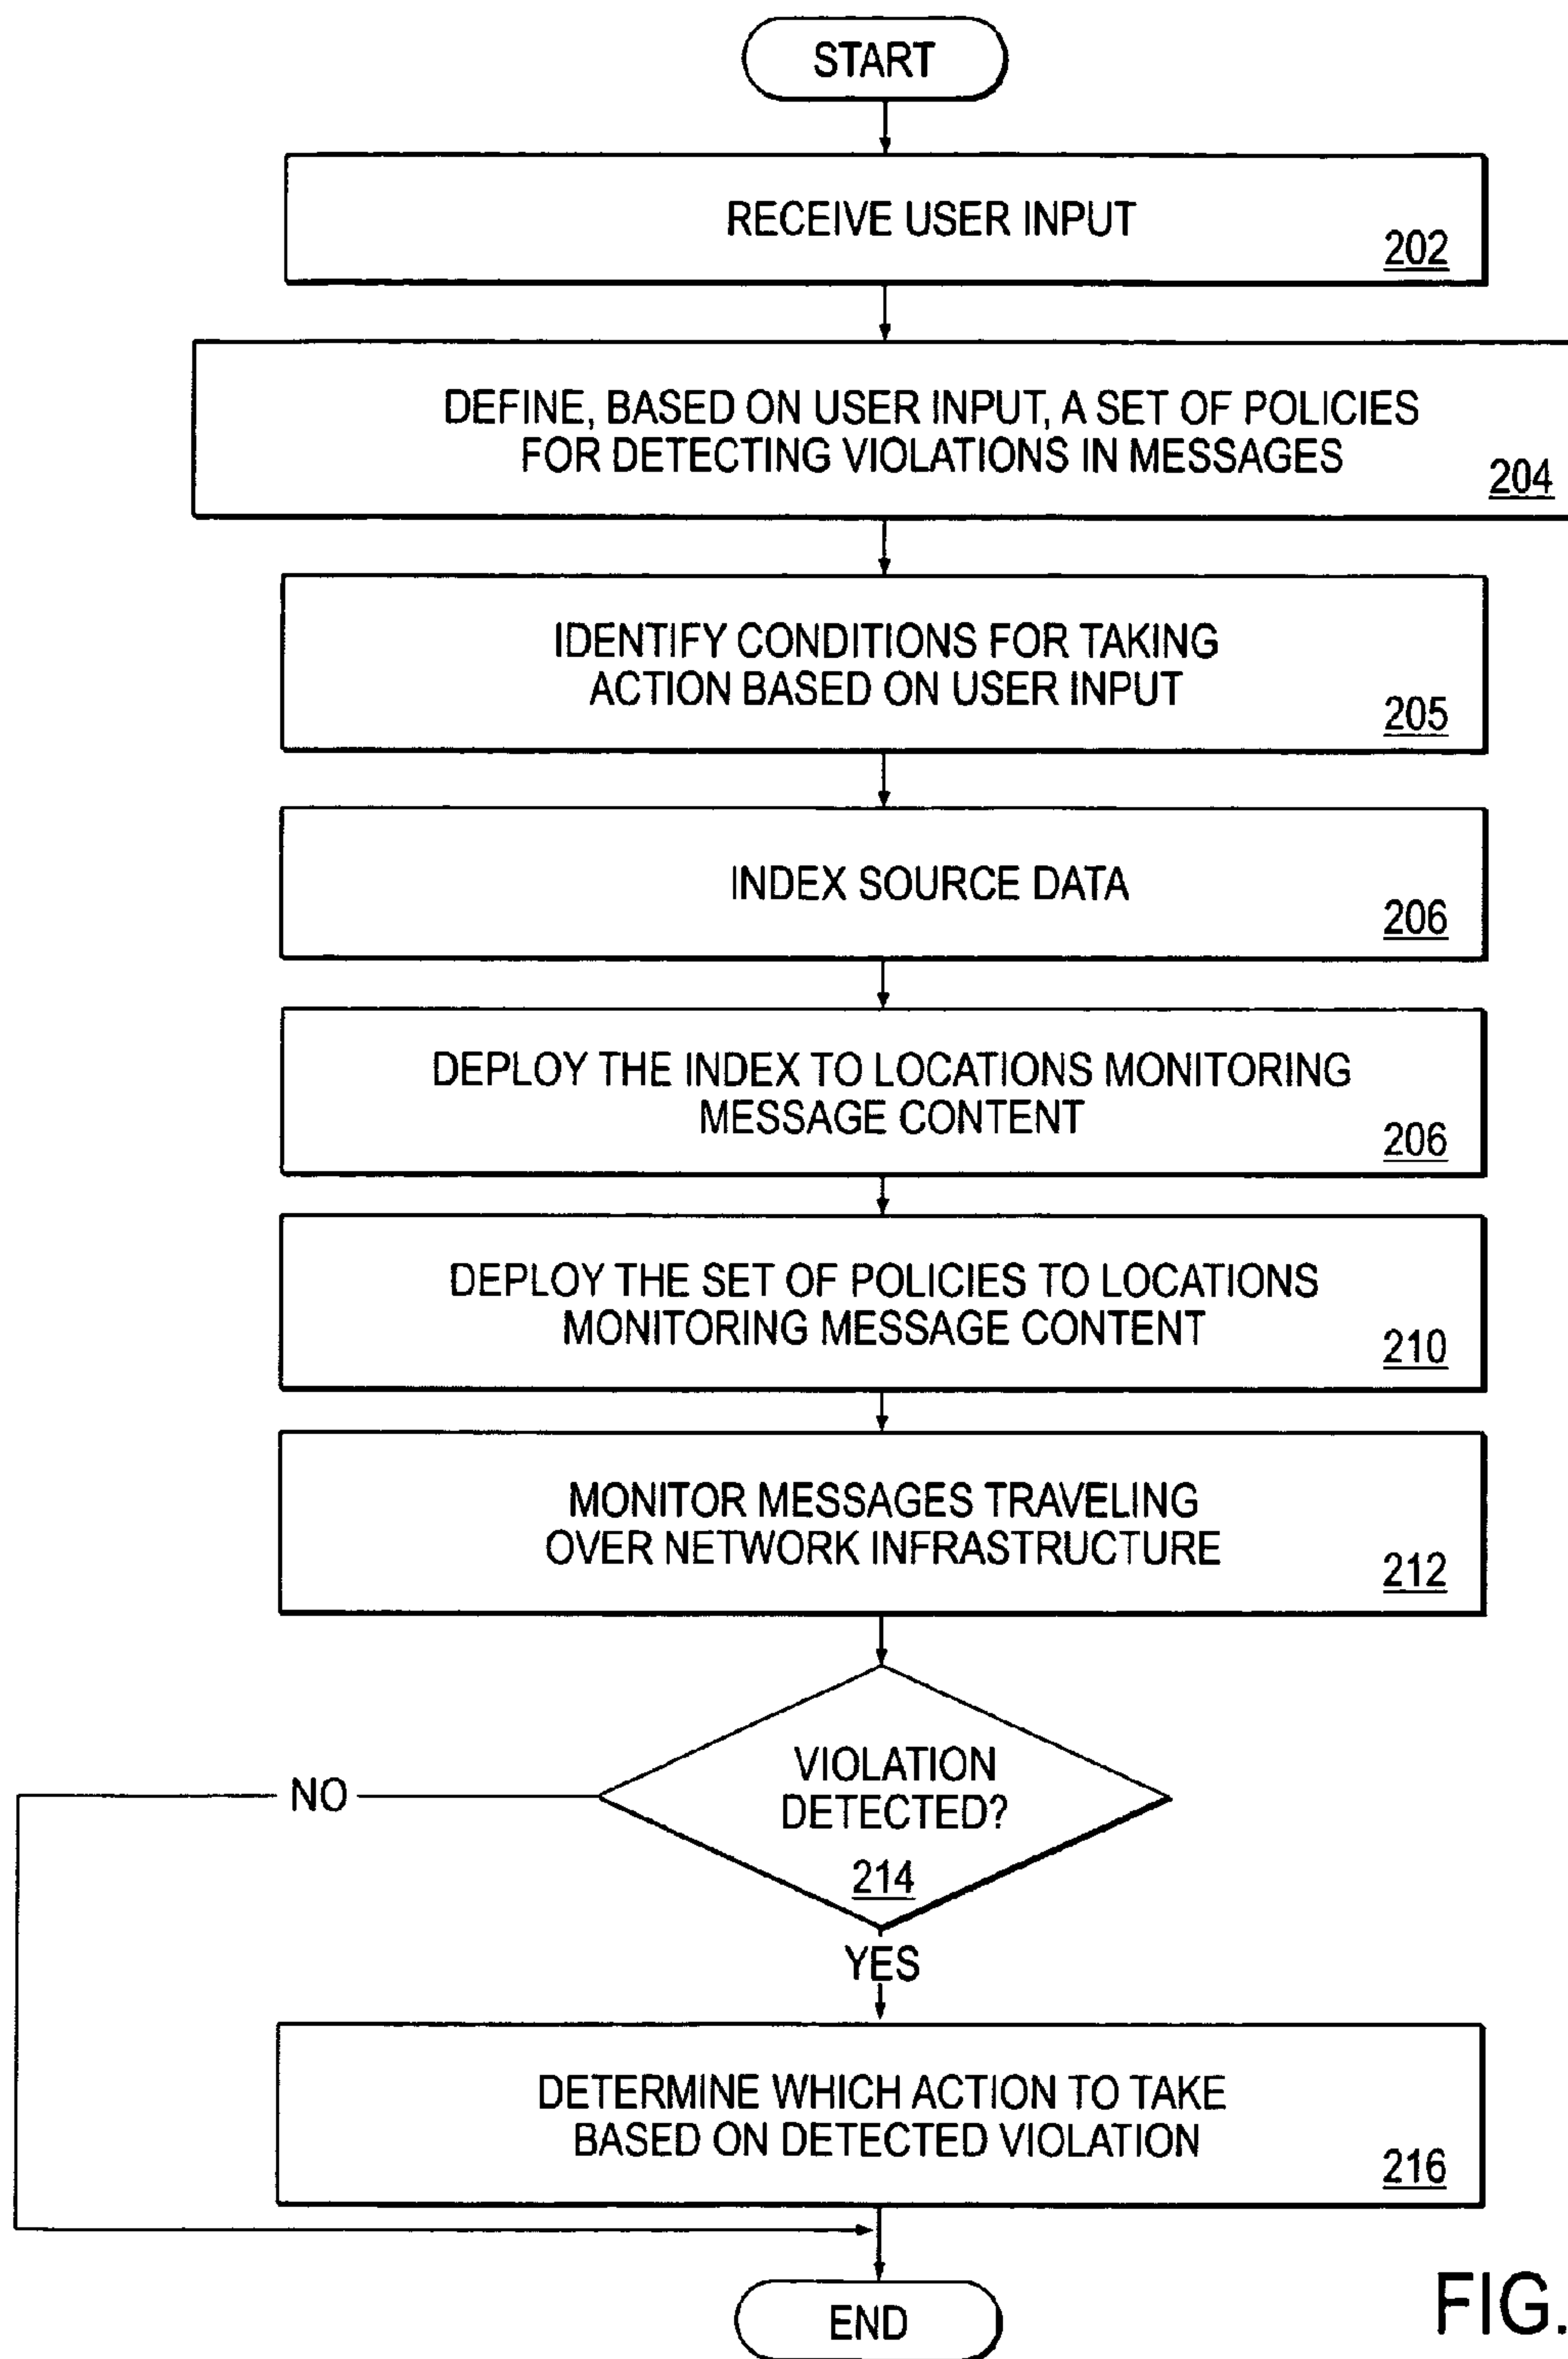 START
RECEIVE USER INPUT
202
DEFINE, BASED ON USER INPUT, A SET OF POLICIES
FOR DETECTING VIOLATIONS IN MESSAGES
204
IDENTIFY CONDITIONS FOR TAKING
ACTION BASED ON USER INPUT
205
INDEX SOURCE DATA
206
DEPLOY THE INDEX TO LOCATIONS MONITORING
MESSAGE CONTENT
206
DEPLOY THE SET OF POLICIES TO LOCATIONS
MONITORING MESSAGE CONTENT
210
MONITOR MESSAGES TRAVELING
OVER NETWORK INFRASTRUCTURE
212
VIOLATION
DETECTED?
214
NO
YES
DETERMINE WHICH ACTION TO TAKE
BASED ON DETECTED VIOLATION
216
END
FIG.